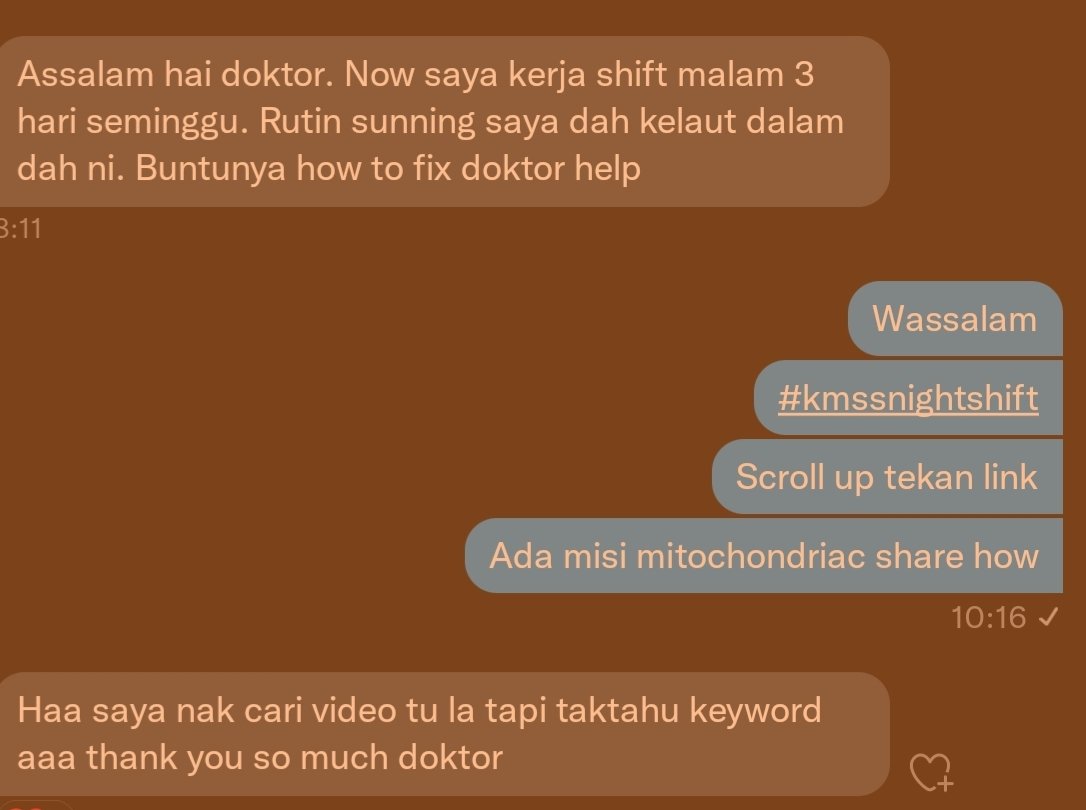 Assalam hai doktor. Now saya kerja shift malam 3
hari seminggu. Rutin sunning saya dah kelaut dalam
dah ni. Buntunya how to fix doktor help
8:11
Wassalam
#kmssnightshift
Scroll up tekan link
Ada misi mitochondriac share how
10:16
Haa saya nak cari video tu la tapi taktahu keyword
aaa thank you so much doktor